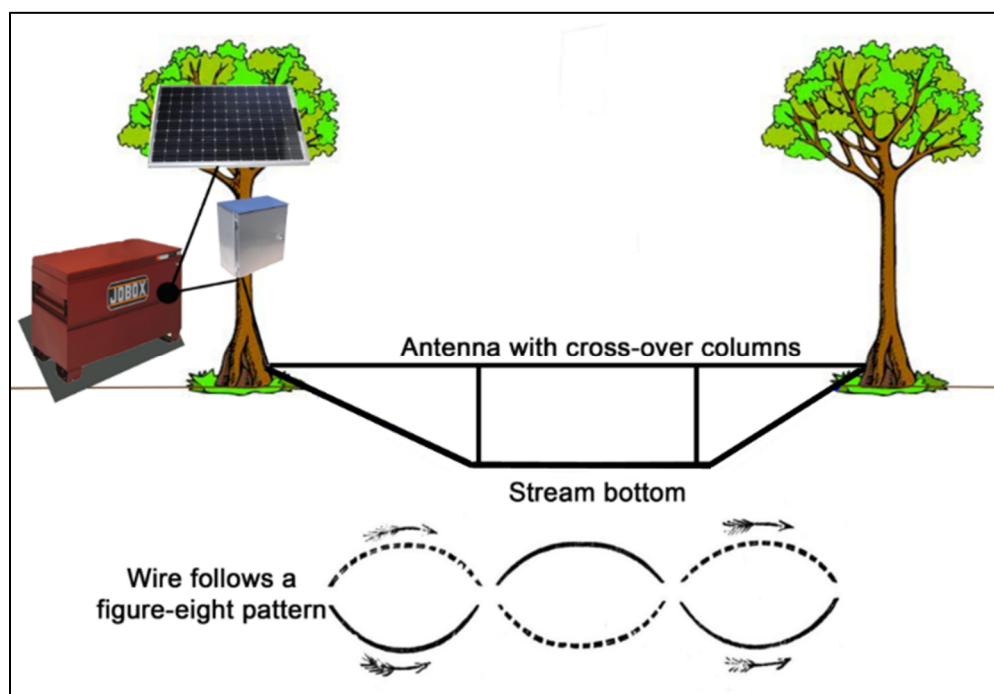 JOBOX
Antenna with cross-over columns
Stream bottom
Wire follows a
figure-eight pattern